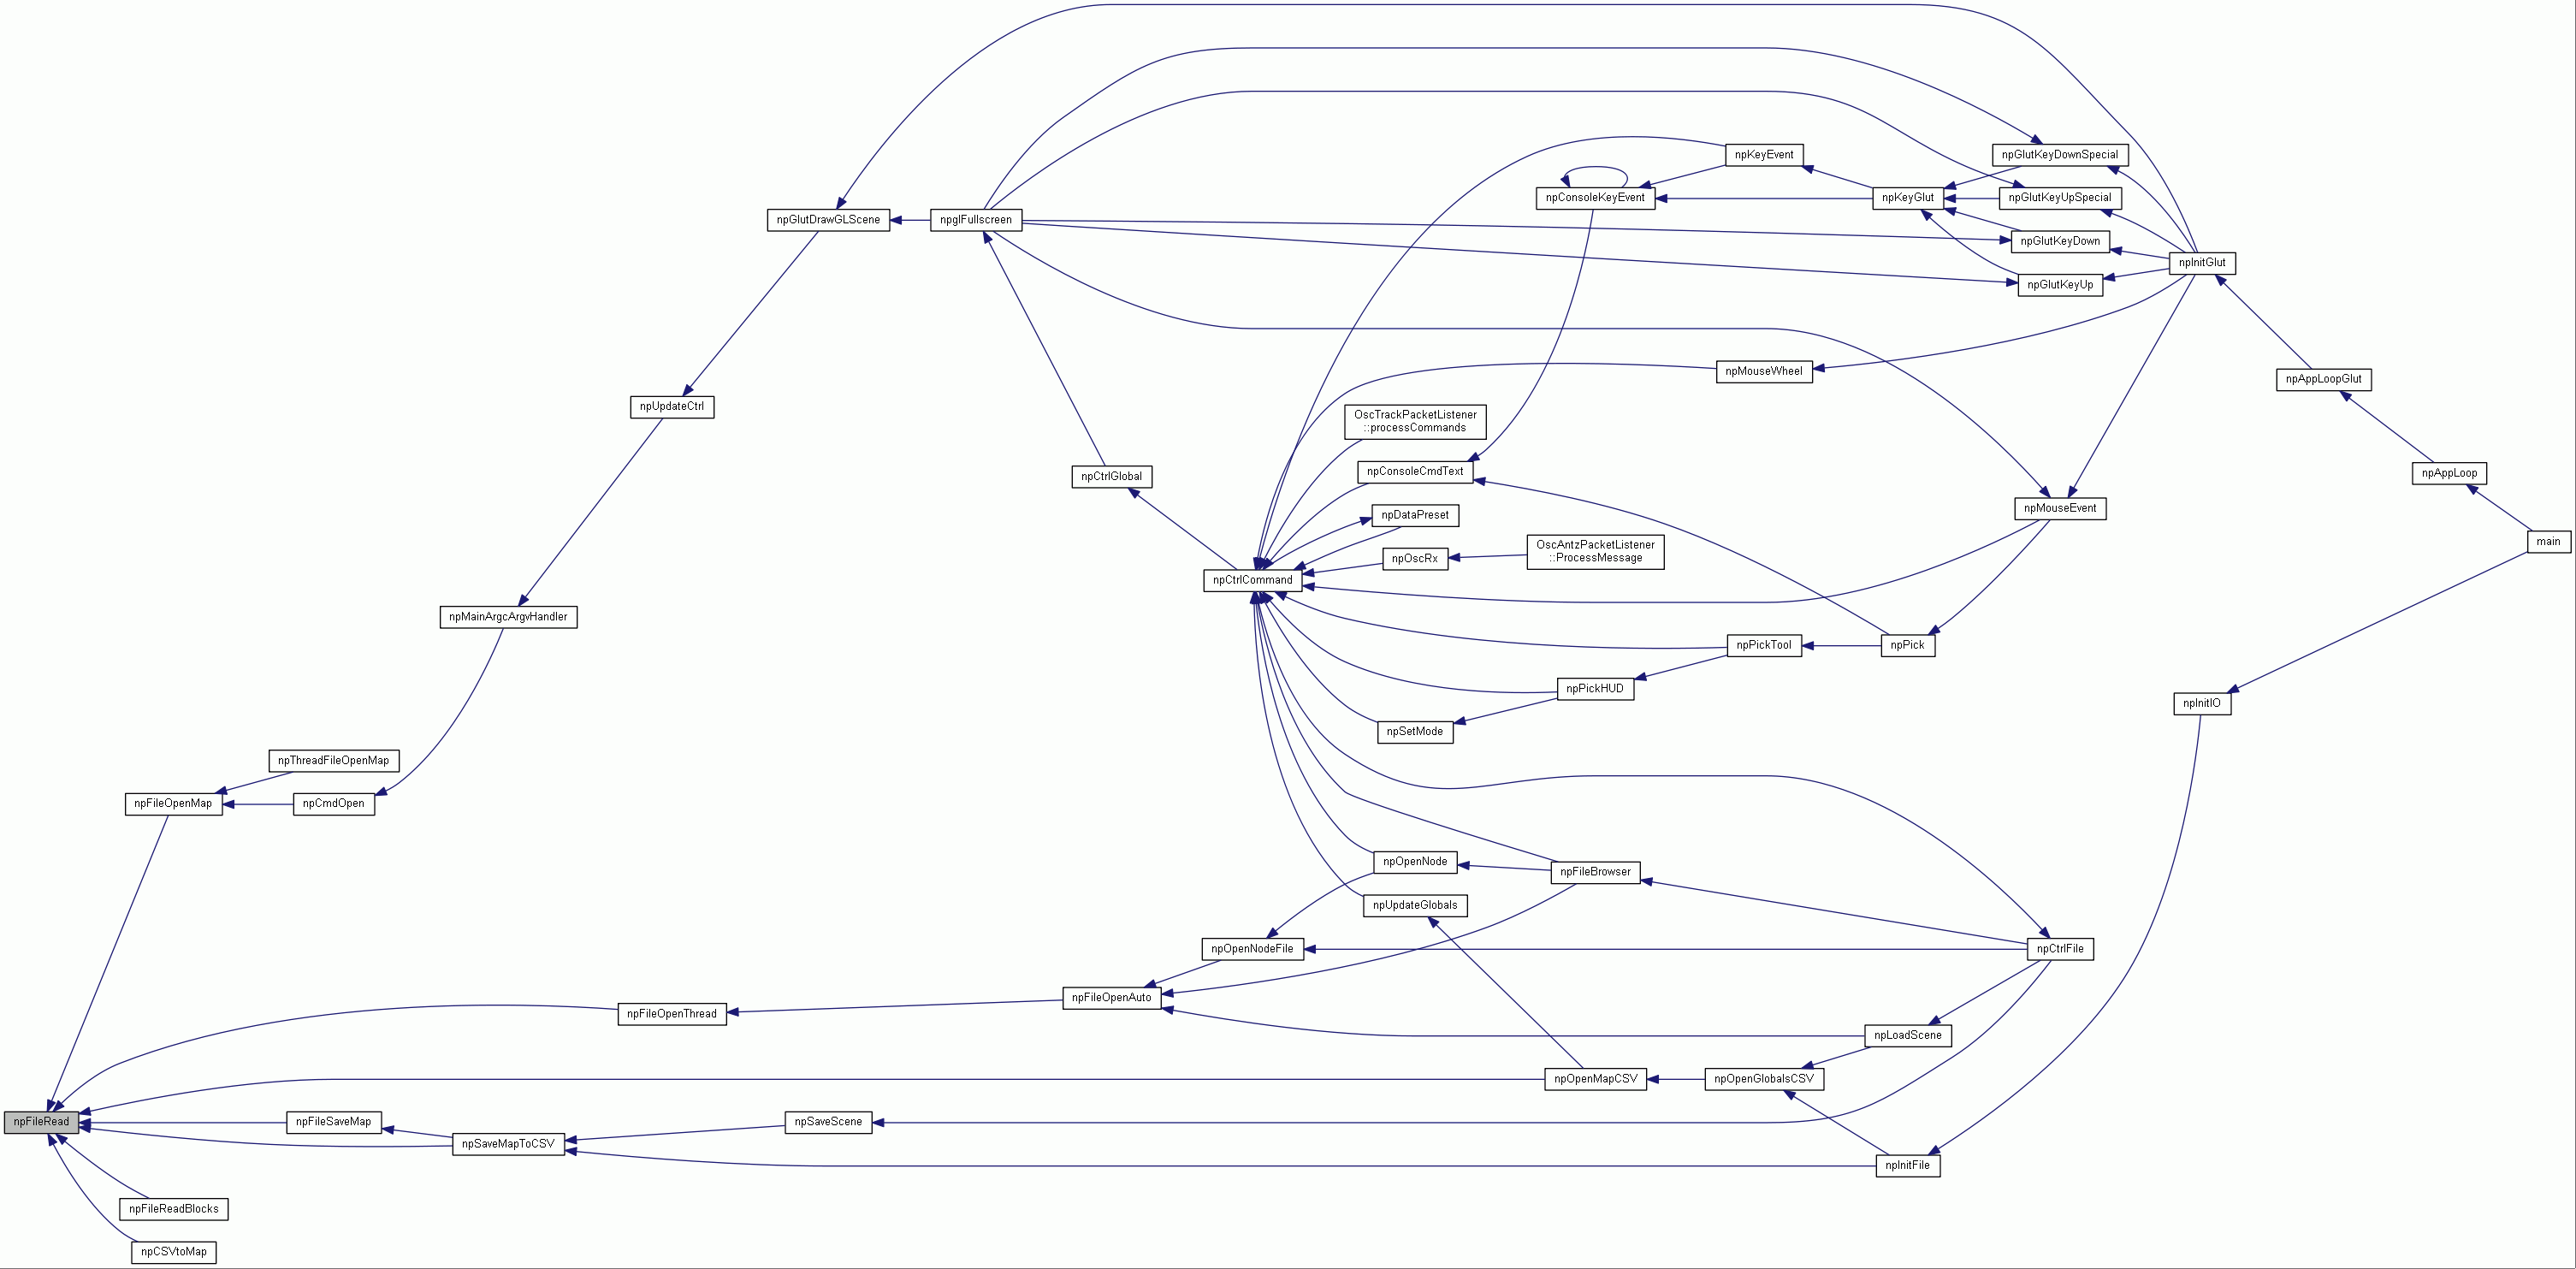 npKeyEvent
npGlutKeyDownSpecial
npConsoleKeyEvent
npKeyGlut
npGlutKeyUpSpecial
npGlutDrawGLScene
npglFullscreen
npGlutKeyDown
npInitGlut
npGlutKeyUp
npMouseWheel
npAppLoopGlut
npUpdateCtrl
OscTrackPacketListener
::processCommands
npCtrlGlobal
npConsoleCmdText
npAppLoop
npDataPreset
npMouseEvent
main
npOscRx
OscAntzPacketListener
::ProcessMessage
npCtrlCommand
npMainArgcArgvHandler
npPickTool
npPick
npPickHUD
npInitIO
npSetMode
npThreadFileOpenMap
npFileOpenMap
npCmdOpen
npOpenNode
npFileBrowser
npUpdateGlobals
npOpenNodeFile
npCtrlFile
npFileOpenAuto
npFileOpenThread
npLoadScene
npOpenMapCSV
npOpenGlobalsCSV
npFileRead
npFileSaveMap
npSaveScene
npSaveMapToCSV
npInitFile
npFileReadBlocks
npCSVtoMap